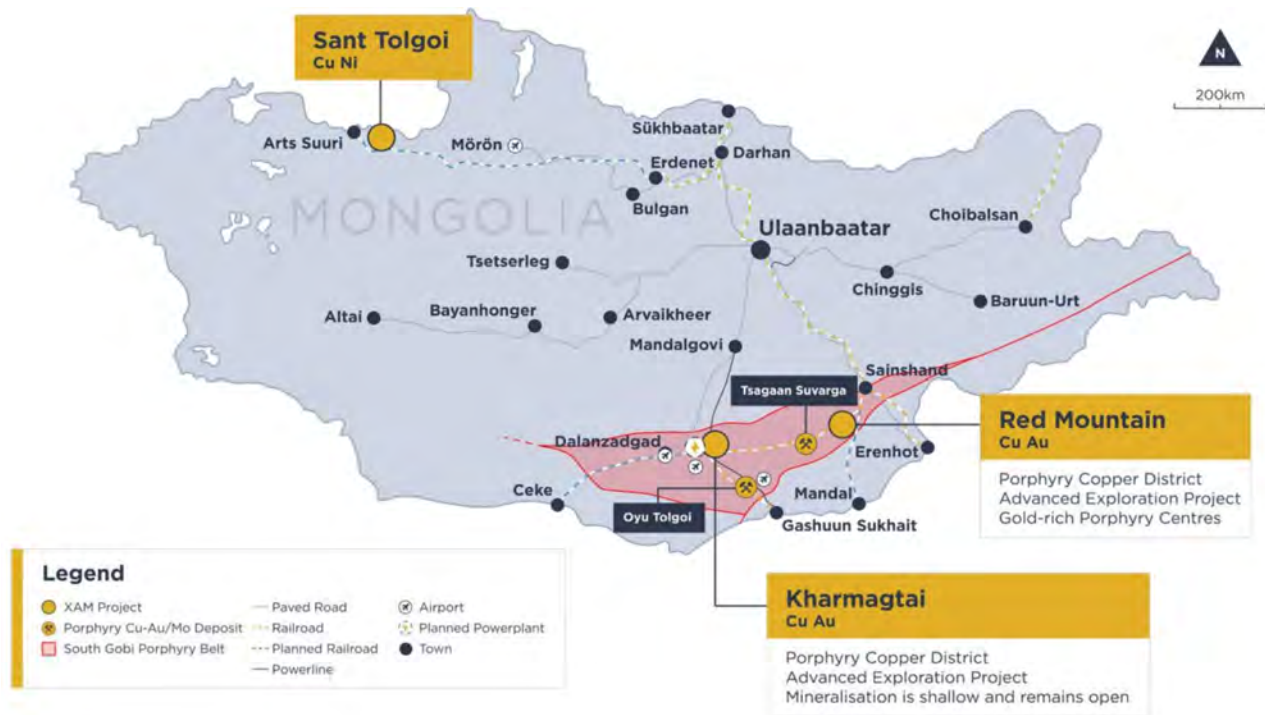 Sant Tolgoi
Cu Ni
N
200km
Sükhbaatar
Arts Suuri
Mörön
Darhan
Erdenet
Bulgan
MONGOLIA
Choibalsan
Ulaanbaatar
Tsetserleg
Chinggis
Baruun-Urt
Bayanhonger
Altai
Arvaikheer
Mandalgovi
Sainshand
Tsagaan Suvarga
Red Mountain
Cu Au
Porphyry Copper District
Advanced Exploration Project
Gold-rich Porphyry Centres
Dalanzadgad
Erenhot
Ceke
Mandal
Oyu Tolgoi
Gashuun Sukhait
Kharmagtai
Cu Au
Porphyry Copper District
Advanced Exploration Project
Mineralisation is shallow and remains open
Legend
XAM Project
Porphyry Cu-Au/Mo Deposit
South Gobi Porphyry Belt
Paved Road
Railroad
Planned Railroad
Powerline
Airport
Planned Powerplant
Town